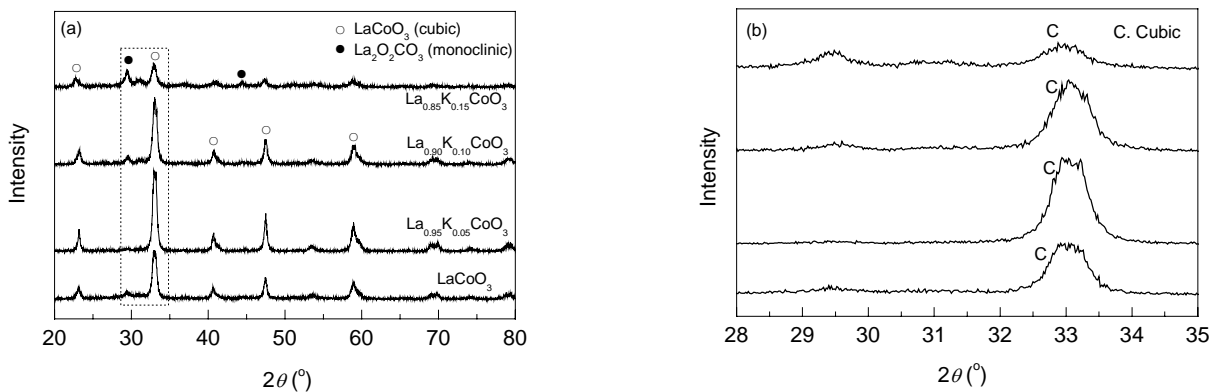 (a)
○ LaCoO3 (cubic)
● La2O2CO3 (monoclinic)
La0.85K0.15CoO3
La0.90K0.10CoO3
La0.95K0.05CoO3
LaCoO3
Intensity
20 30 40 50 60 70 80
2θ (o)
(b)
C. Cubic
C
C
C
C
Intensity
28 29 30 31 32 33 34 35
2θ (o)